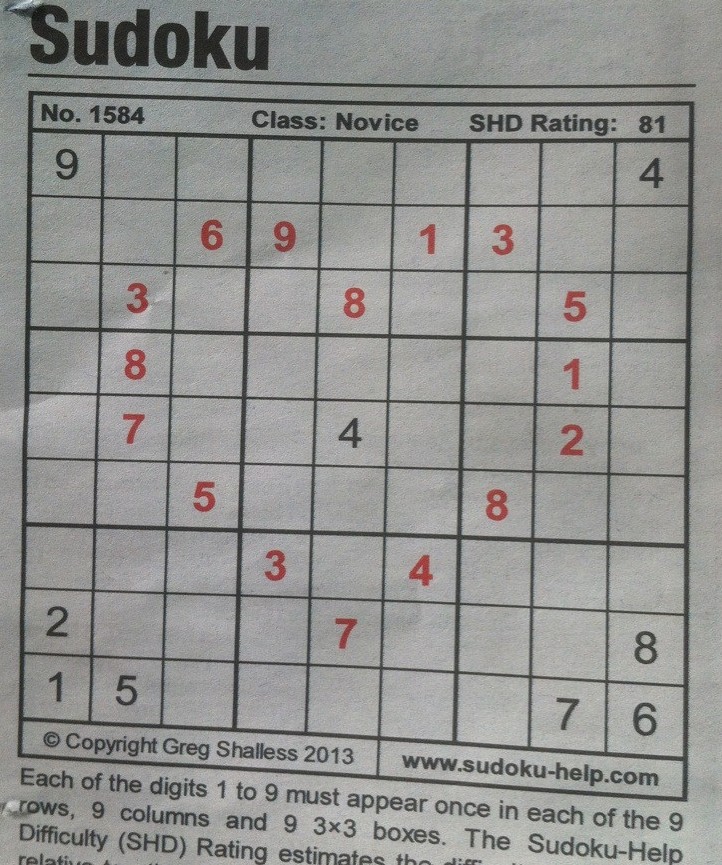 Sudoku
No. 1584 Class: Novice SHD Rating: 81
9 4
6 9 1 3
3 8 5
8 1
7 4 2
5 8
3 4
2 7 8
1 5 7 6
© Copyright Greg Shalless 2013 www.sudoku-help.com
Each of the digits 1 to 9 must appear once in each of the 9
rows, 9 columns and 9 3×3 boxes. The Sudoku-Help
Difficulty (SHD) Rating estimates the